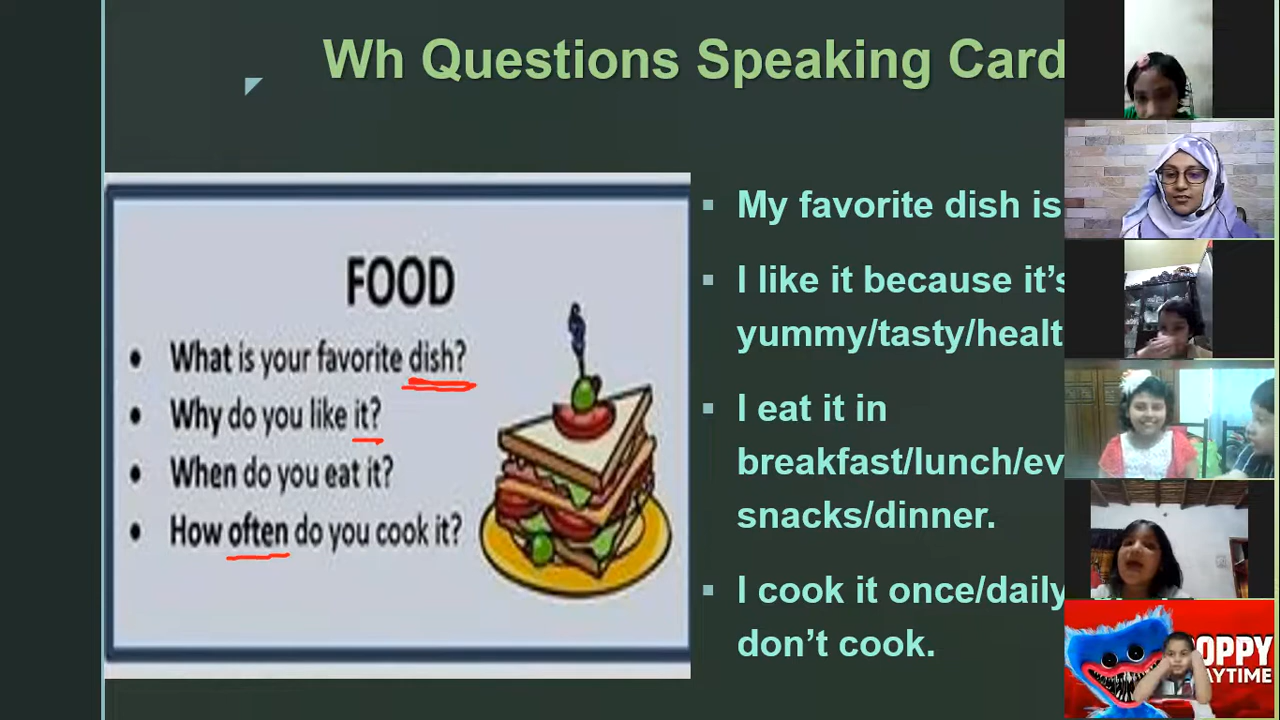 Wh Questions Speaking Card
FOOD
• What is your favorite dish?
• Why do you like it?
• When do you eat it?
• How often do you cook it?
▪ My favorite dish is
▪ I like it because it's
yummy/tasty/healt
▪ I eat it in
breakfast/lunch/ev
snacks/dinner.
▪ I cook it once/daily
don't cook.
OPPY
AYTIME